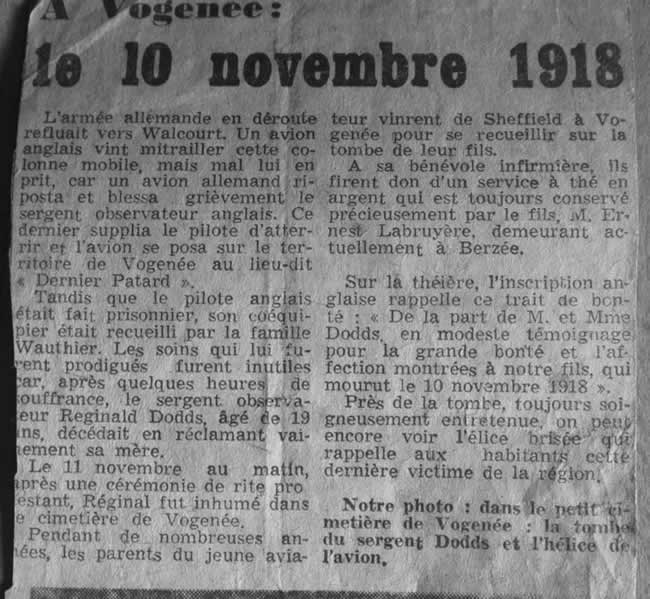 A Vogenée :
le 10 novembre 1918
L'armée allemande en déroute
refluait vers Walcourt. Un avion
anglais vint mitrailler cette co-
lonne mobile, mais mal lui en
prit, car un avion allemand ri-
posta et blessa grièvement le
sergent observateur anglais. Ce
dernier supplia le pilote d'atter-
rir et l'avion se posa sur le ter-
ritoire de Vogenée au lieu-dit
« Dernier Patard ».
Tandis que le pilote anglais
était fait prisonnier, son coéqui-
pier était recueilli par la famille
Wauthier. Les soins qui lui fu-
rent prodigués furent inutiles
car, après quelques heures de
souffrance, le sergent observa-
eur Reginald Dodds, âgé de 19
ns, décédait en réclamant vai-
nement sa mère.
Le 11 novembre au matin,
près une cérémonie de rite pro
estant, Réginal fut inhumé dans
e cimetière de Vogenée.
Pendant de nombreuses an-
nées, les parents du jeune avia-
teur vinrent de Sheffield à Vo-
genée pour se recueillir sur la
tombe de leur fils.
A sa bénévole infirmière, ils
firent don d'un service à thé en
argent qui est toujours conservé
précieusement par le fils, M. Er-
nest Labruyère, demeurant ac-
tuellement à Berzée.
Sur la théière, l'inscription an-
glaise rappelle ce trait de bon-
té : « De la part de M. et Mme
Dodds, en modeste témoignage
pour la grande bonté et l'af-
fection montrées à notre fils, qui
mourut le 10 novembre 1918 ».
Près de la tombe, toujours soi-
gneusement entretenue, on peut
encore voir l'élice brisée qui
rappelle aux habitants cette
dernière victime de la région.
Notre photo : dans le petit ci-
metière de Vogenée : la tombe
du sergent Dodds et l'hélice de
l'avion.